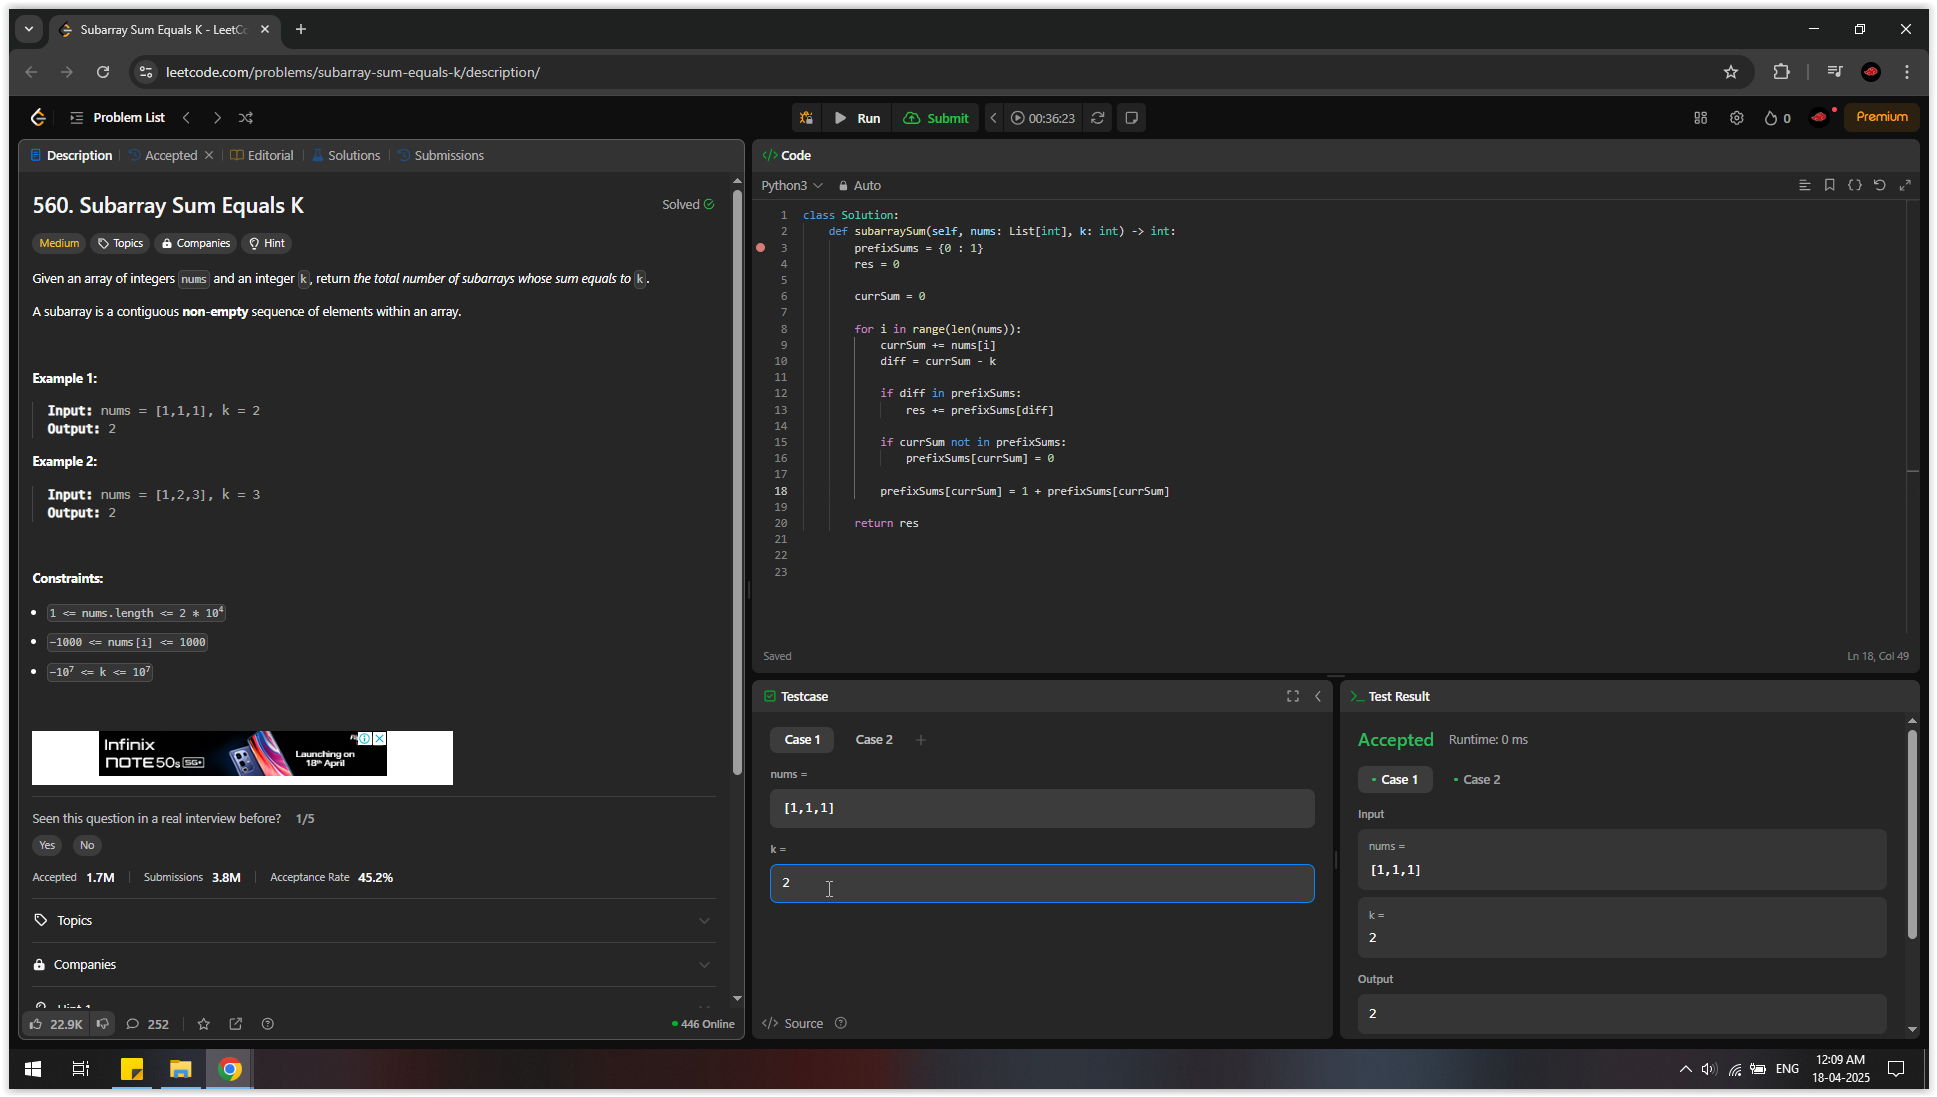 Subarray Sum Equals K - LeetCo
leetcode.com/problems/subarray-sum-equals-k/description/
Problem List
Run
Submit
00:36:23
0
Premium
Description
Accepted
Editorial
Solutions
Submissions
560. Subarray Sum Equals K
Solved
Medium
Topics
Companies
Hint
Given an array of integers nums and an integer k, return the total number of subarrays whose sum equals to k.
A subarray is a contiguous non-empty sequence of elements within an array.
Example 1:
Input: nums = [1,1,1], k = 2
Output: 2
Example 2:
Input: nums = [1,2,3], k = 3
Output: 2
Constraints:
1 <= nums.length <= 2 * 10⁴
-1000 <= nums[i] <= 1000
-10⁷ <= k <= 10⁷
Infinix
NOTE 50s 5G+
Launching on
18th April
Seen this question in a real interview before? 1/5
Yes
No
Accepted 1.7M
Submissions 3.8M
Acceptance Rate 45.2%
Topics
Companies
Hint 1
22.9K
252
446 Online
</> Code
Python3
Auto
1 class Solution:
2 def subarraySum(self, nums: List[int], k: int) -> int:
3 prefixSums = {0 : 1}
4 res = 0
5
6 currSum = 0
7
8 for i in range(len(nums)):
9 currSum += nums[i]
10 diff = currSum - k
11
12 if diff in prefixSums:
13 res += prefixSums[diff]
14
15 if currSum not in prefixSums:
16 prefixSums[currSum] = 0
17
18 prefixSums[currSum] = 1 + prefixSums[currSum]
19
20 return res
21
22
23
Saved
Ln 18, Col 49
Testcase
Case 1
Case 2
nums =
[1,1,1]
k =
2
</> Source
Test Result
Accepted
Runtime: 0 ms
Case 1
Case 2
Input
nums =
[1,1,1]
k =
2
Output
2
ENG
12:09 AM
18-04-2025